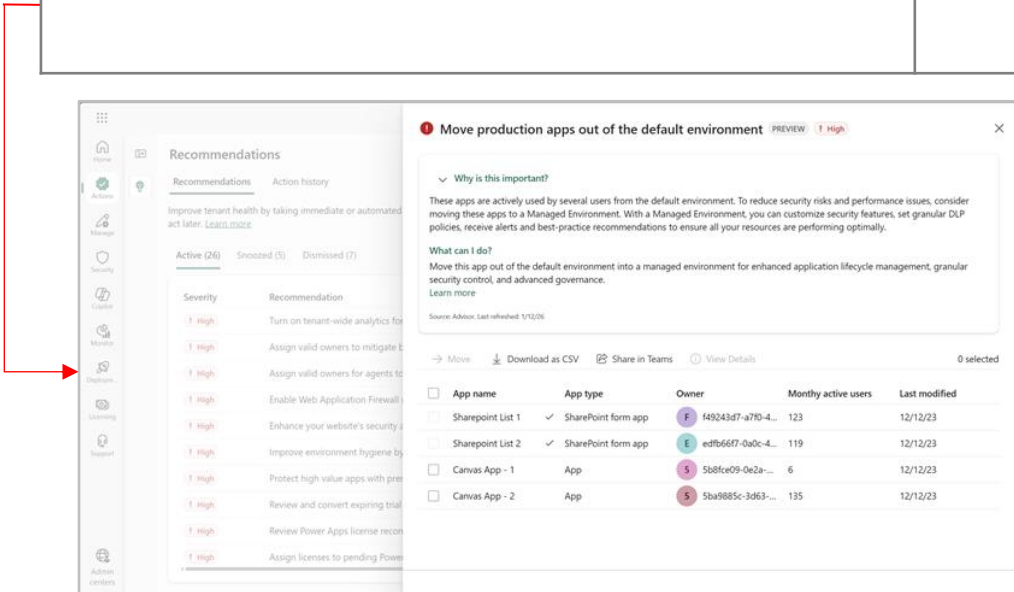 Move production apps out of the default environment PREVIEW ! High
Home
Recommendations
Recommendations Action history
Actions
Why is this important?
These apps are actively used by several users from the default environment. To reduce security risks and performance issues, consider
moving these apps to a Managed Environment. With a Managed Environment, you can customize security features, set granular DLP
policies, receive alerts and best-practice recommendations to ensure all your resources are performing optimally.
Improve tenant health by taking immediate or automated
act later. Learn more
Manage
What can I do?
Move this app out of the default environment into a managed environment for enhanced application lifecycle management, granular
security control, and advanced governance.
Learn more
Active (26) Snoozed (5) Dismissed (7)
Security
Source: Advisor. Last refreshed: 1/12/26
Severity Recommendation
Copilot
! High Turn on tenant-wide analytics for
! High Assign valid owners to mitigate
Monitor
Move Download as CSV Share in Teams View Details 0 selected
! High Assign valid owners for agents to
Deploym...
App name App type Owner Monthy active users Last modified
! High Enable Web Application Firewall
Licensing
Sharepoint List 1 SharePoint form app F f49243d7-a7f0-4... 123 12/12/23
! High Enhance your website's security
Sharepoint List 2 SharePoint form app E edfb66f7-0a0c-4... 119 12/12/23
! High Improve environment hygiene by
Support
Canvas App - 1 App 5 5b8fce09-0e2a-... 6 12/12/23
! High Protect high value apps with
Canvas App - 2 App 5 5ba9885c-3d63-... 135 12/12/23
! High Review and convert expiring trial
! High Review Power Apps license
! High Assign licenses to pending
Admin
centers